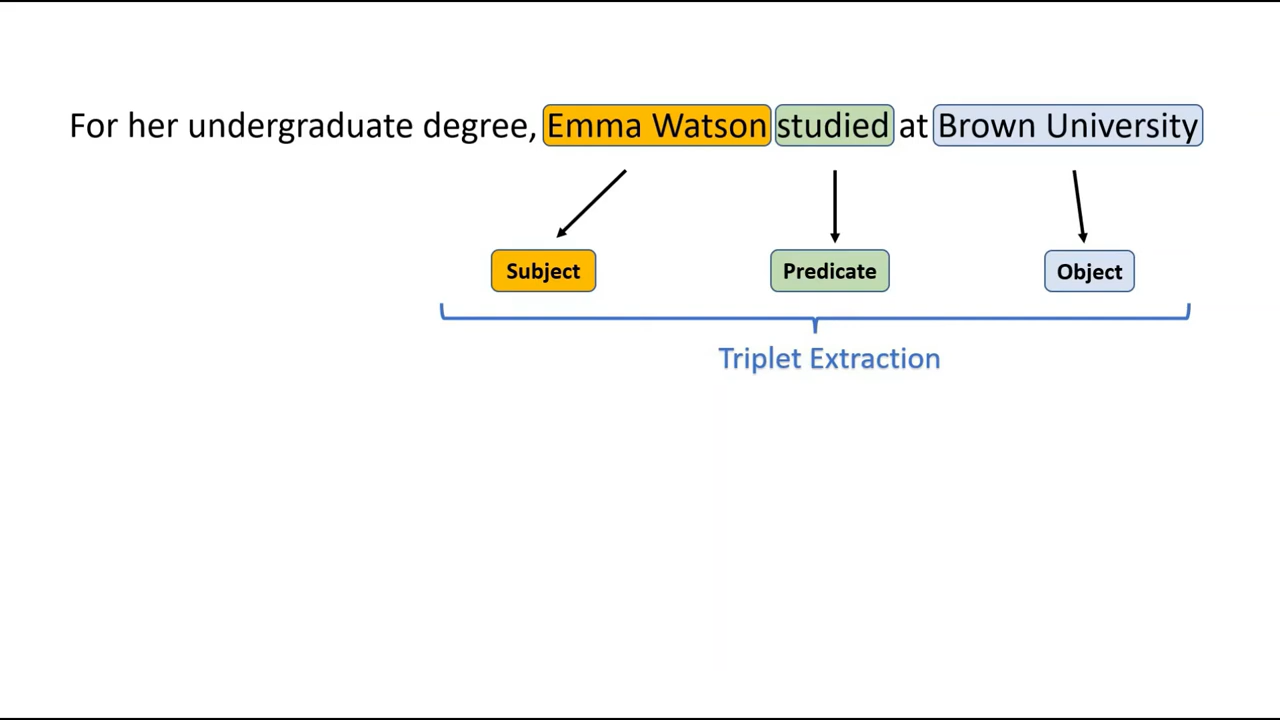 For her undergraduate degree, Emma Watson studied at Brown University
Subject Predicate Object
Triplet Extraction